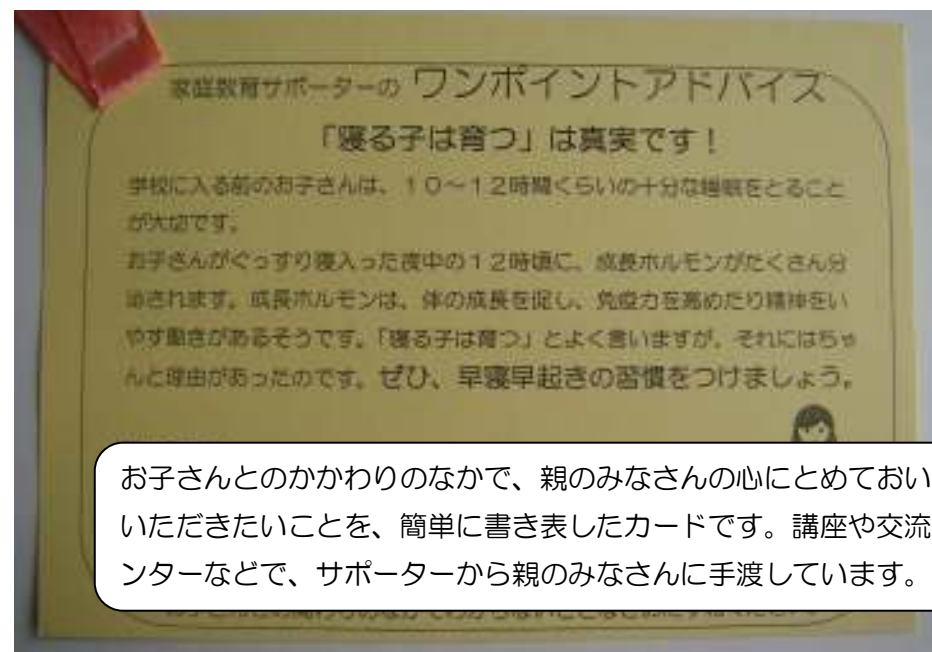 家庭教育サポーターの ワンポイントアドバイス
「寝る子は育つ」は真実です！
学校に入る前のお子さんは、１０～１２時間くらいの十分な睡眠をとること
が大切です。
お子さんがぐっすり寝入った夜中の１２時頃に、成長ホルモンがたくさん分
泌されます。成長ホルモンは、体の成長を促し、免疫力を高めたり精神をい
やす働きがあるそうです。「寝る子は育つ」とよく言いますが、それにはちゃ
んと理由があったのです。ぜひ、早寝早起きの習慣をつけましょう。
お子さんとのかかわりのなかで、親のみなさんの心にとめておい
いただきたいことを、簡単に書き表したカードです。講座や交流
ンターなどで、サポーターから親のみなさんに手渡しています。